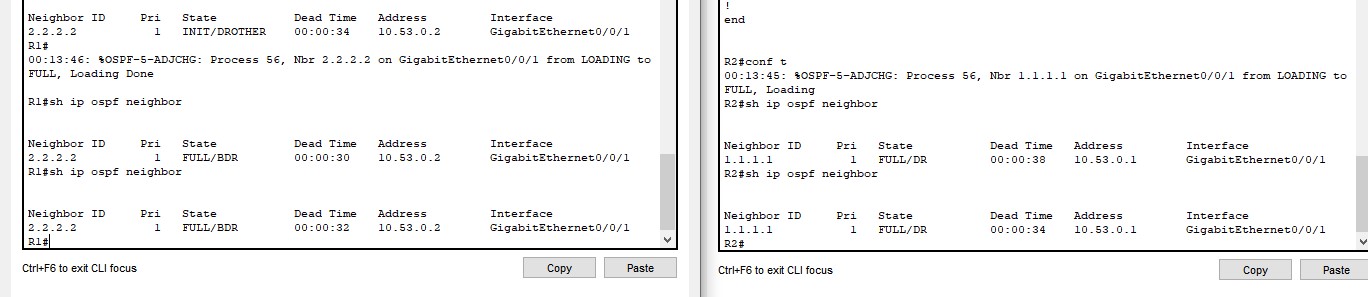 Neighbor ID     Pri   State           Dead Time   Address         Interface
2.2.2.2           1   INIT/DROTHER    00:00:34    10.53.0.2       GigabitEthernet0/0/1
R1#
00:13:46: %OSPF-5-ADJCHG: Process 56, Nbr 2.2.2.2 on GigabitEthernet0/0/1 from LOADING to
FULL, Loading Done
R1#sh ip ospf neighbor
Neighbor ID     Pri   State           Dead Time   Address         Interface
2.2.2.2           1   FULL/BDR        00:00:30    10.53.0.2       GigabitEthernet0/0/1
R1#sh ip ospf neighbor
Neighbor ID     Pri   State           Dead Time   Address         Interface
2.2.2.2           1   FULL/BDR        00:00:32    10.53.0.2       GigabitEthernet0/0/1
R1#
Ctrl+F6 to exit CLI focus
Copy
Paste
!
end
R2#conf t
00:13:45: %OSPF-5-ADJCHG: Process 56, Nbr 1.1.1.1 on GigabitEthernet0/0/1 from LOADING to
FULL, Loading
R2#sh ip ospf neighbor
Neighbor ID     Pri   State           Dead Time   Address         Interface
1.1.1.1           1   FULL/DR         00:00:38    10.53.0.1       GigabitEthernet0/0/1
R2#sh ip ospf neighbor
Neighbor ID     Pri   State           Dead Time   Address         Interface
1.1.1.1           1   FULL/DR         00:00:34    10.53.0.1       GigabitEthernet0/0/1
R2#
Ctrl+F6 to exit CLI focus
Copy
Paste